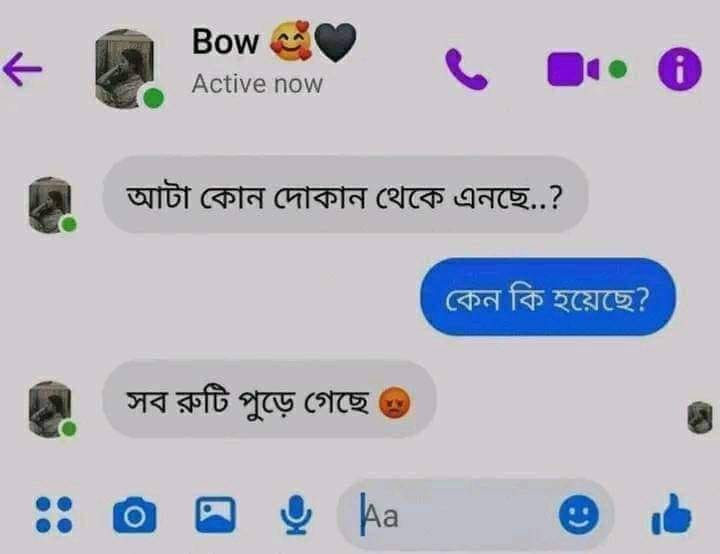 Bow 🥰🖤
Active now
আটা কোন দোকান থেকে এনছে..?
কেন কি হয়েছে?
সব রুটি পুড়ে গেছে 😡
Aa